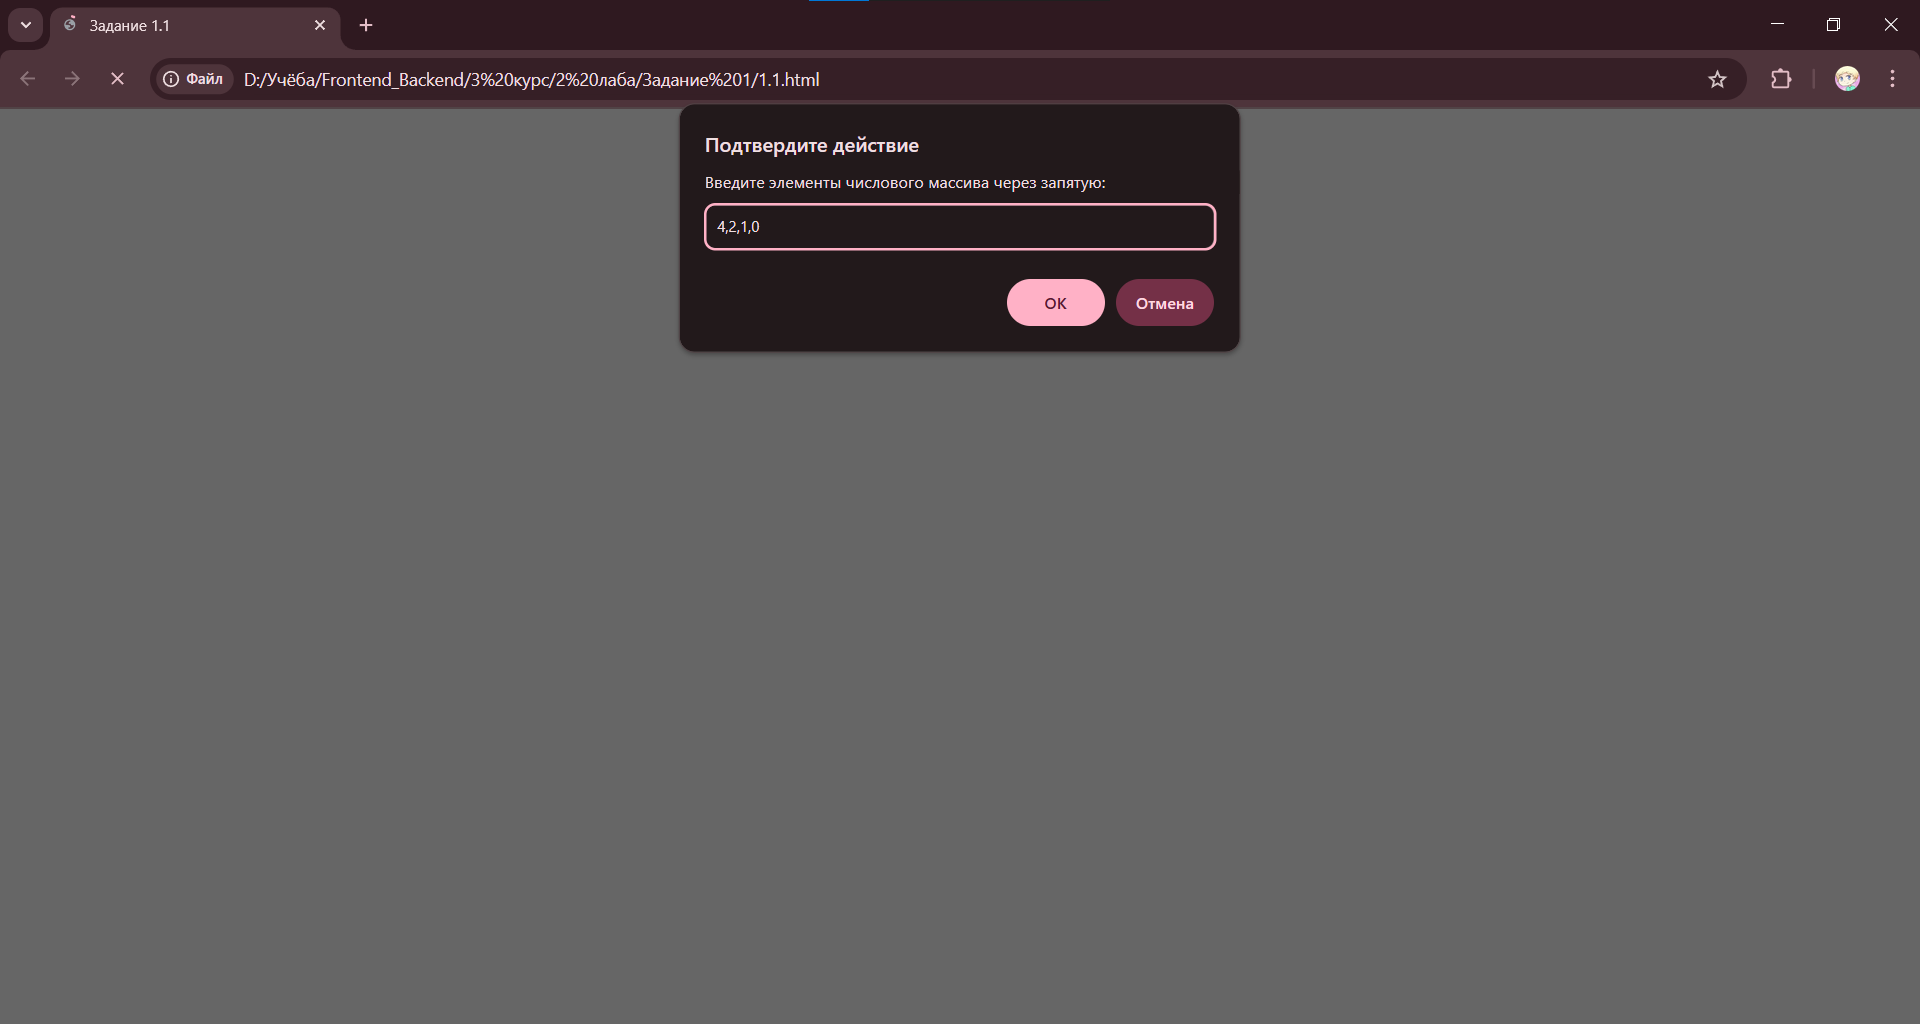 Задание 1.1
Файл D:/Учёба/Frontend_Backend/3%20курс/2%20лаба/Задание%201/1.1.html
Подтвердите действие
Введите элементы числового массива через запятую:
4,2,1,0
ОК Отмена